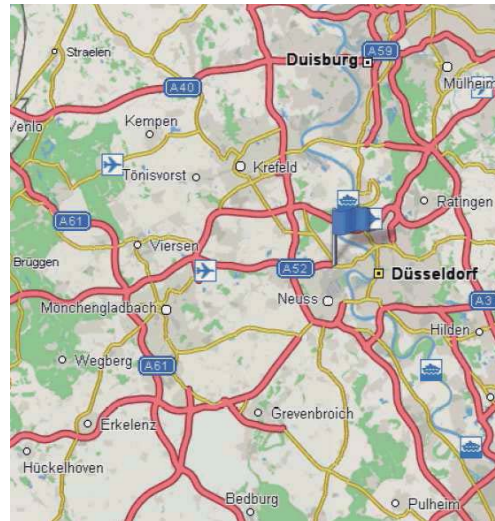 Straelen
Duisburg
A59
Mülheim
A40
Venlo
Kempen
Krefeld
Tönisvorst
Ratingen
A61
Viersen
Brüggen
A52
Düsseldorf
Neuss
A3
Mönchengladbach
Hilden
Wegberg
A61
Grevenbroich
Erkelenz
Hückelhoven
Bedburg
Pulheim